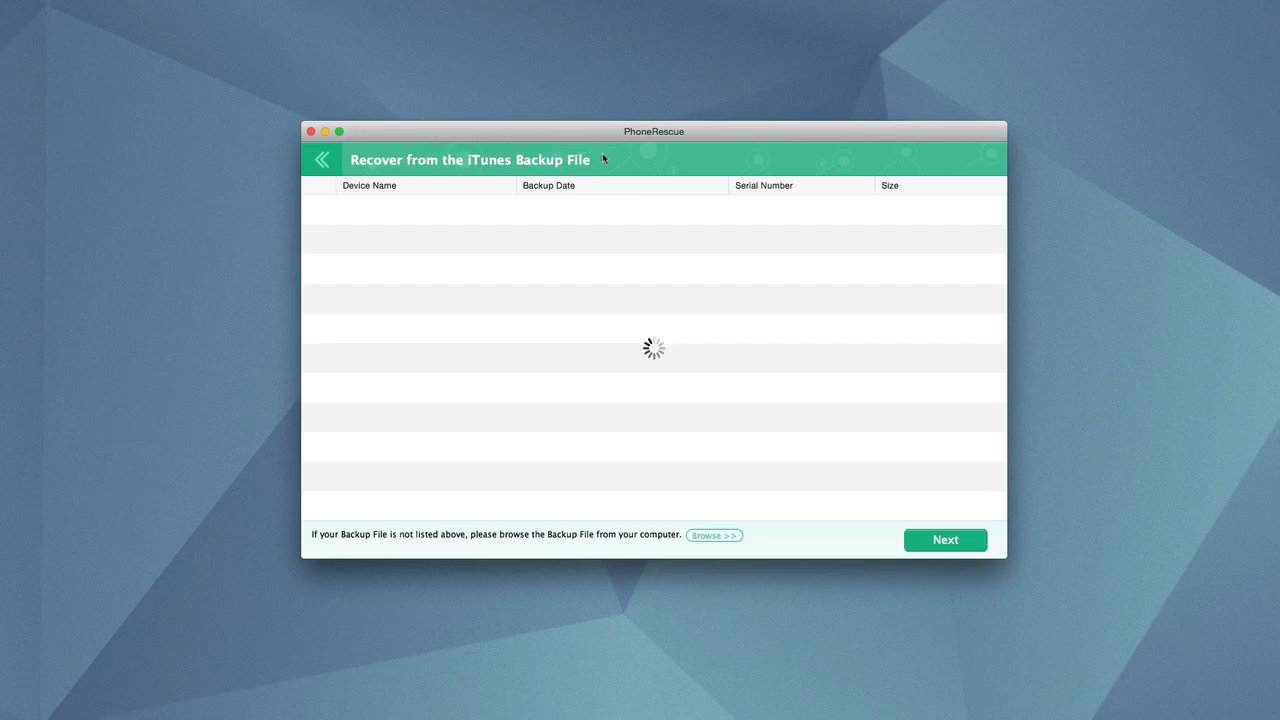 PhoneRescue
Recover from the iTunes Backup File
Device Name Backup Date Serial Number Size
If your Backup File is not listed above, please browse the Backup File from your computer. Browse >>
Next